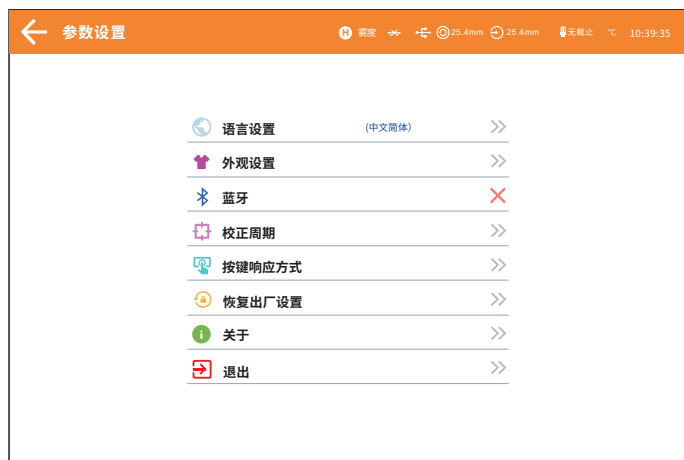 参数设置 H 雾度 25.4mm 25.4mm 无截止 ℃ 10:39:35
语言设置 (中文简体)
外观设置
蓝牙
校正周期
按键响应方式
恢复出厂设置
关于
退出